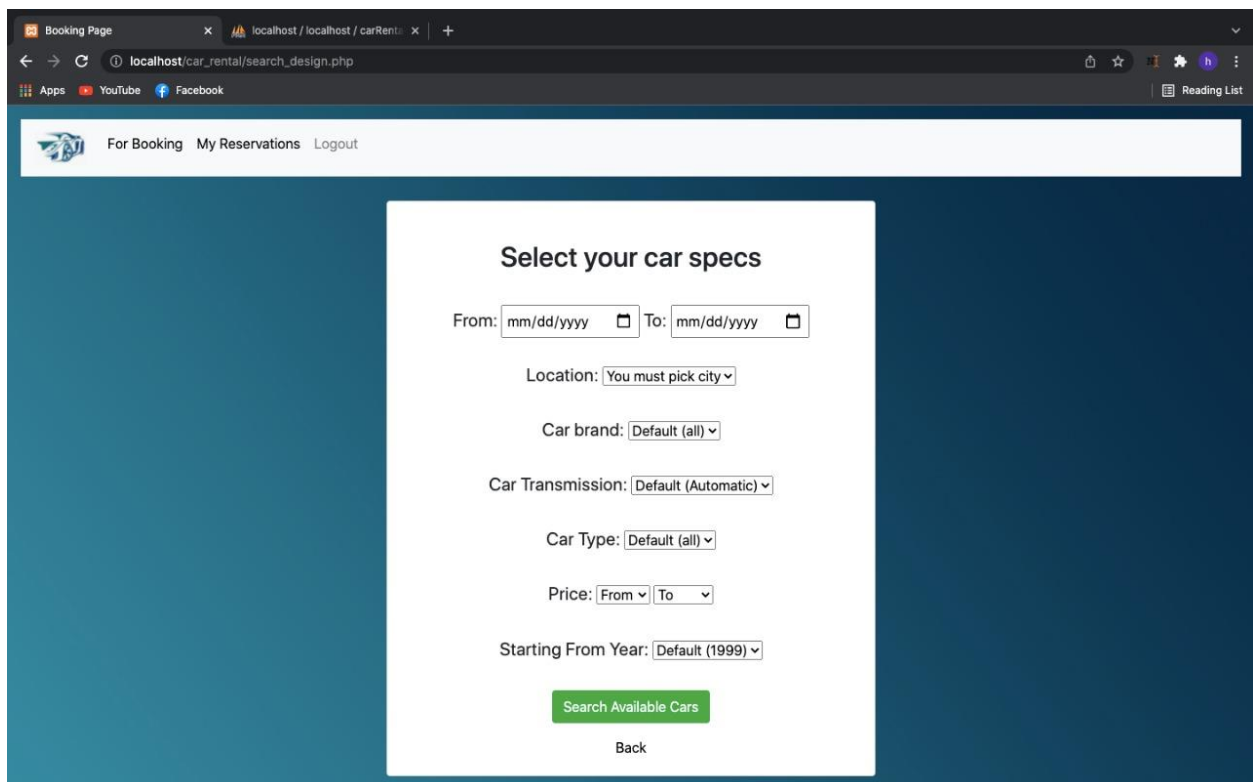 Booking Page
localhost / localhost / carRenta
localhost/car_rental/search_design.php
h
Apps YouTube Facebook Reading List
For Booking My Reservations Logout
Select your car specs
From: mm/dd/yyyy To: mm/dd/yyyy
Location: You must pick city
Car brand: Default (all)
Car Transmission: Default (Automatic)
Car Type: Default (all)
Price: From To
Starting From Year: Default (1999)
Search Available Cars
Back